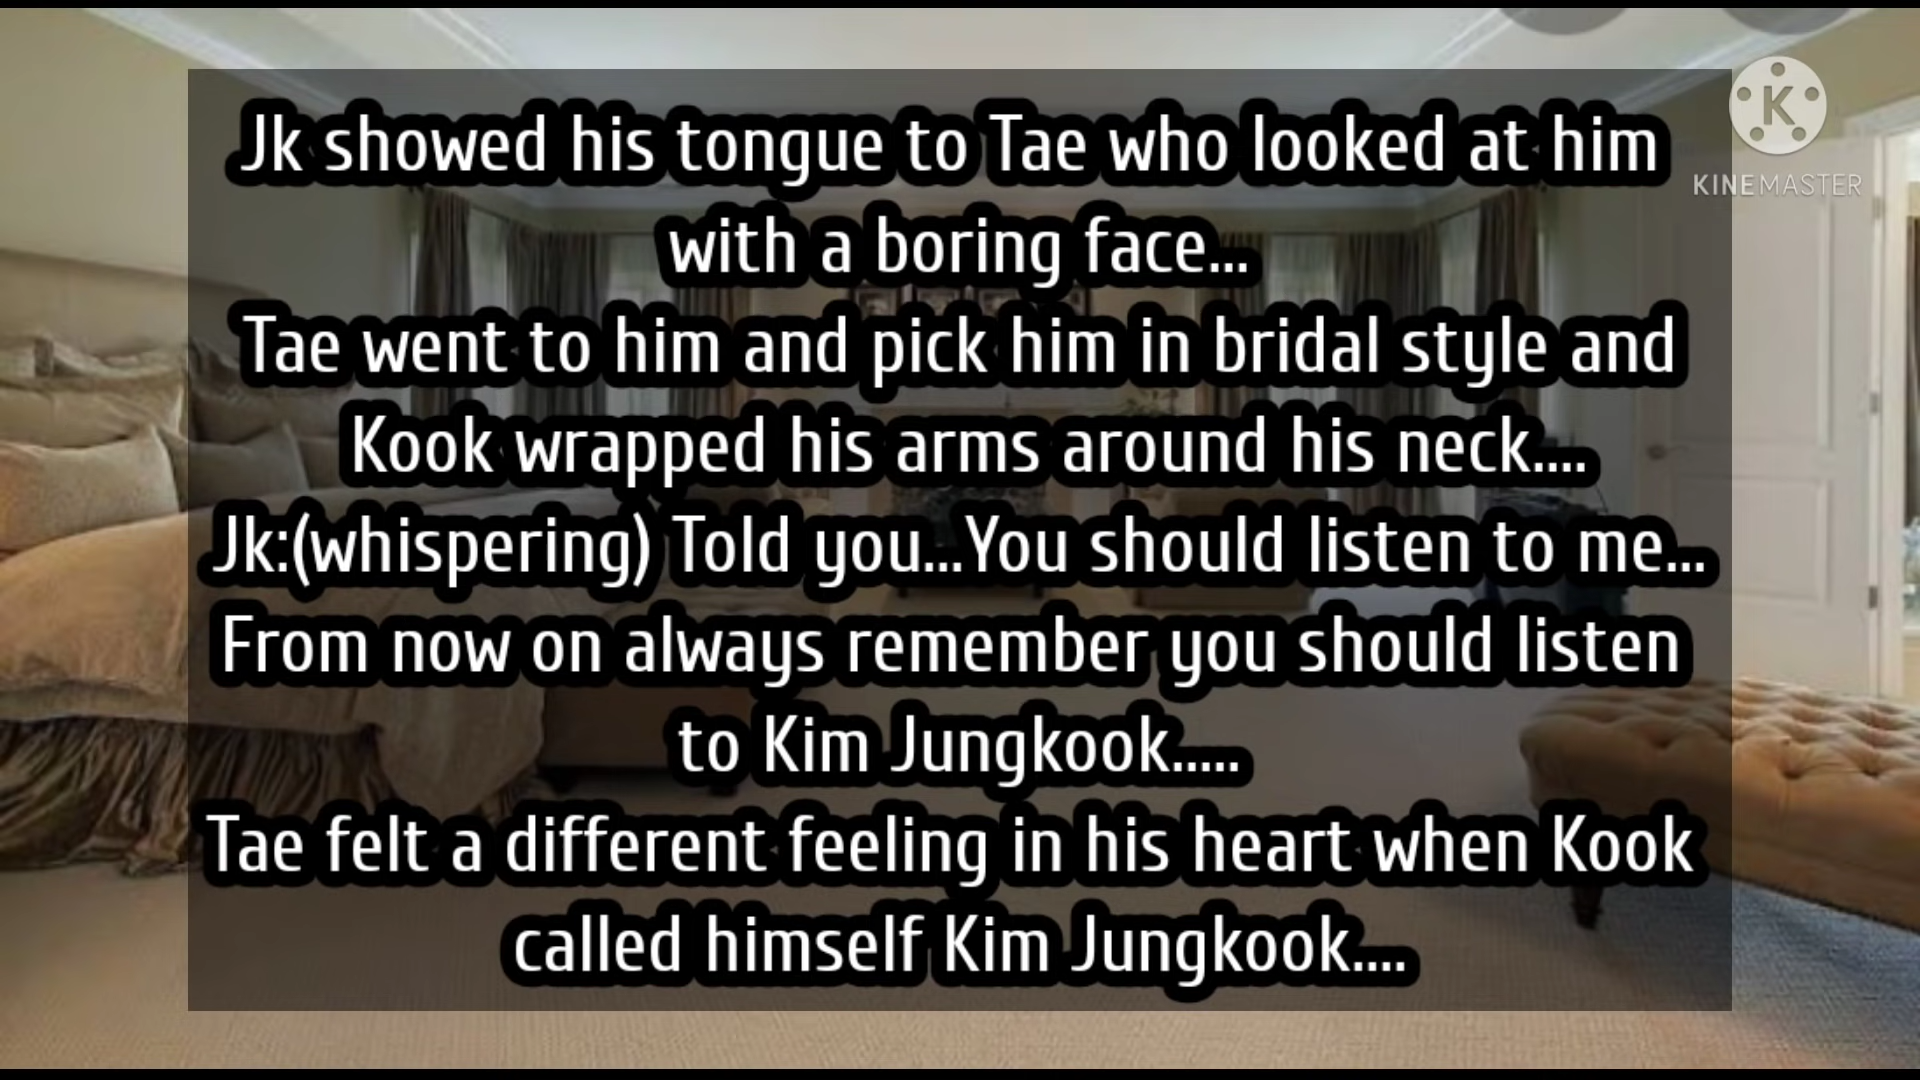 Jk showed his tongue to Tae who looked at him
with a boring face...
Tae went to him and pick him in bridal style and
Kook wrapped his arms around his neck....
Jk:(whispering) Told you...You should listen to me...
From now on always remember you should listen
to Kim Jungkook.....
Tae felt a different feeling in his heart when Kook
called himself Kim Jungkook....
K
KINEMASTER